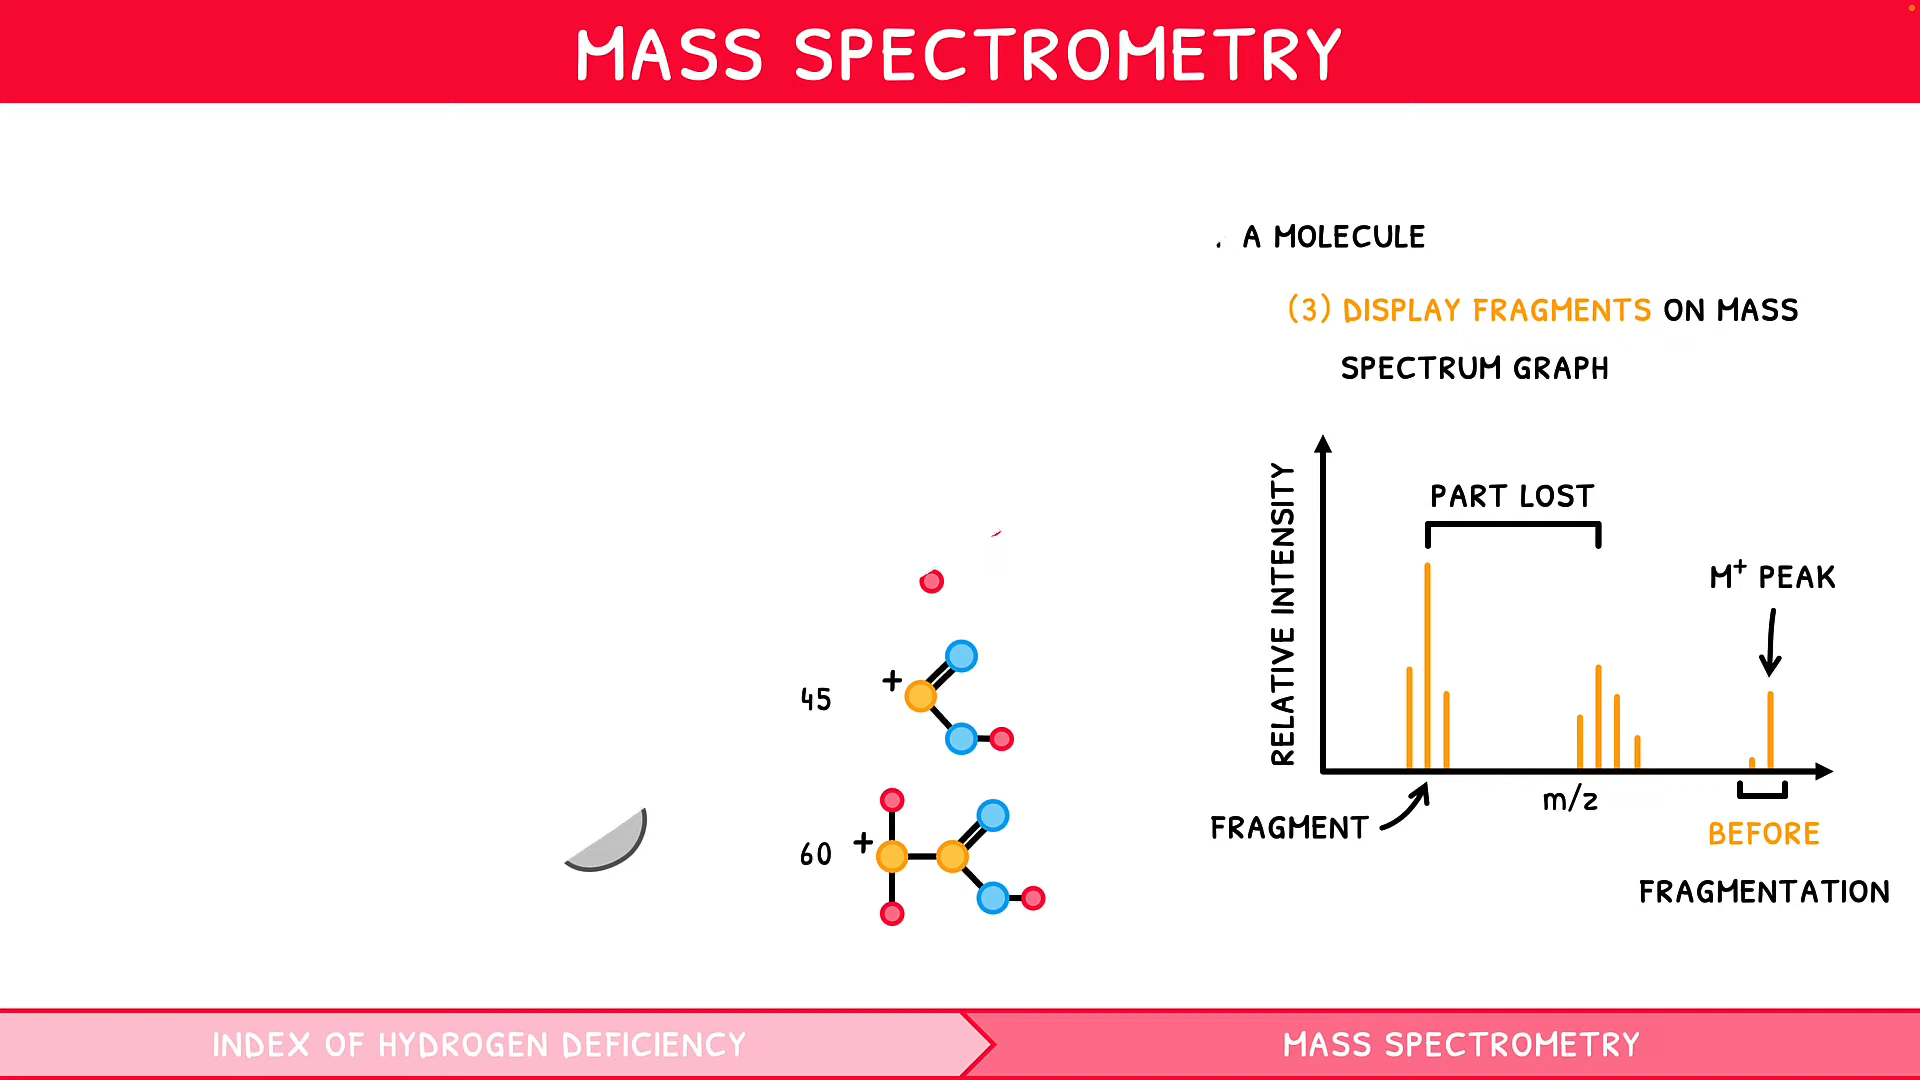 MASS SPECTROMETRY
. A MOLECULE
(3) DISPLAY FRAGMENTS ON MASS
SPECTRUM GRAPH
RELATIVE INTENSITY
PART LOST
M⁺ PEAK
m/z
FRAGMENT
BEFORE
FRAGMENTATION
45
+
60
+
INDEX OF HYDROGEN DEFICIENCY
MASS SPECTROMETRY